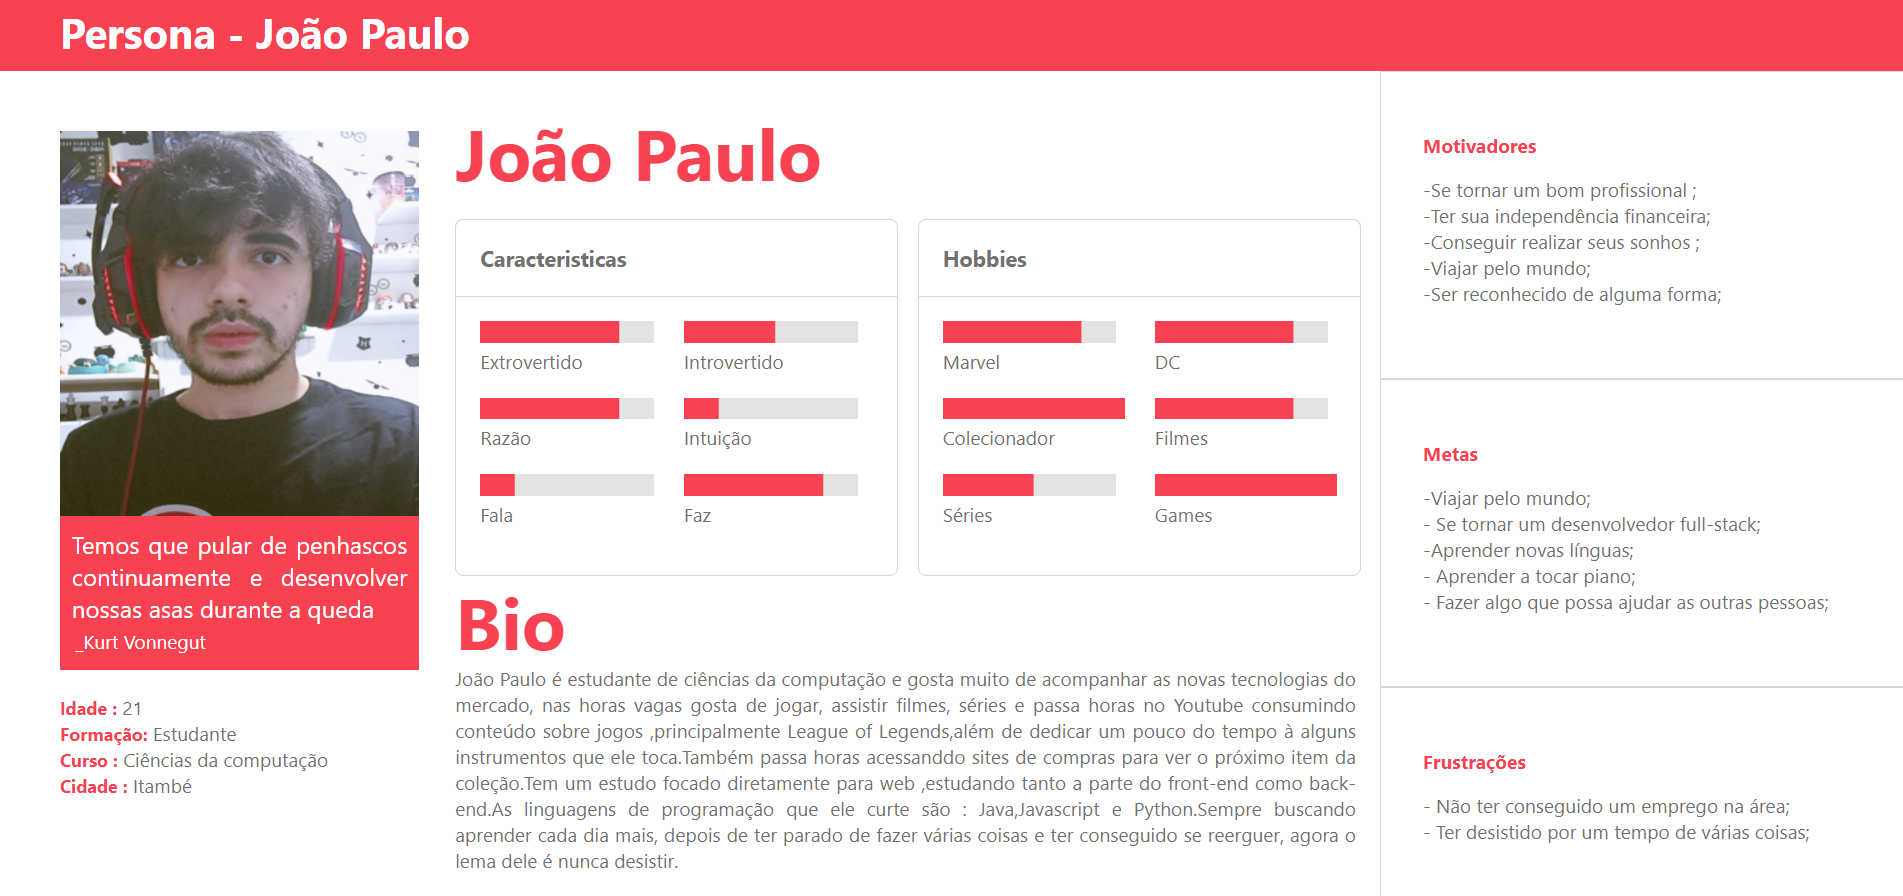 Persona - João Paulo
Temos que pular de penhascos
continuamente e desenvolver
nossas asas durante a queda
_Kurt Vonnegut
Idade : 21
Formação: Estudante
Curso : Ciências da computação
Cidade : Itambé
João Paulo
Caracteristicas
Extrovertido
Introvertido
Razão
Intuição
Fala
Faz
Hobbies
Marvel
DC
Colecionador
Filmes
Séries
Games
Bio
João Paulo é estudante de ciências da computação e gosta muito de acompanhar as novas tecnologias do
mercado, nas horas vagas gosta de jogar, assistir filmes, séries e passa horas no Youtube consumindo
conteúdo sobre jogos ,principalmente League of Legends,além de dedicar um pouco do tempo à alguns
instrumentos que ele toca.Também passa horas acessanddo sites de compras para ver o próximo item da
coleção.Tem um estudo focado diretamente para web ,estudando tanto a parte do front-end como back-
end.As linguagens de programação que ele curte são : Java,Javascript e Python.Sempre buscando
aprender cada dia mais, depois de ter parado de fazer várias coisas e ter conseguido se reerguer, agora o
lema dele é nunca desistir.
Motivadores
-Se tornar um bom profissional ;
-Ter sua independência financeira;
-Conseguir realizar seus sonhos ;
-Viajar pelo mundo;
-Ser reconhecido de alguma forma;
Metas
-Viajar pelo mundo;
- Se tornar um desenvolvedor full-stack;
-Aprender novas línguas;
- Aprender a tocar piano;
- Fazer algo que possa ajudar as outras pessoas;
Frustrações
- Não ter conseguido um emprego na área;
- Ter desistido por um tempo de várias coisas;